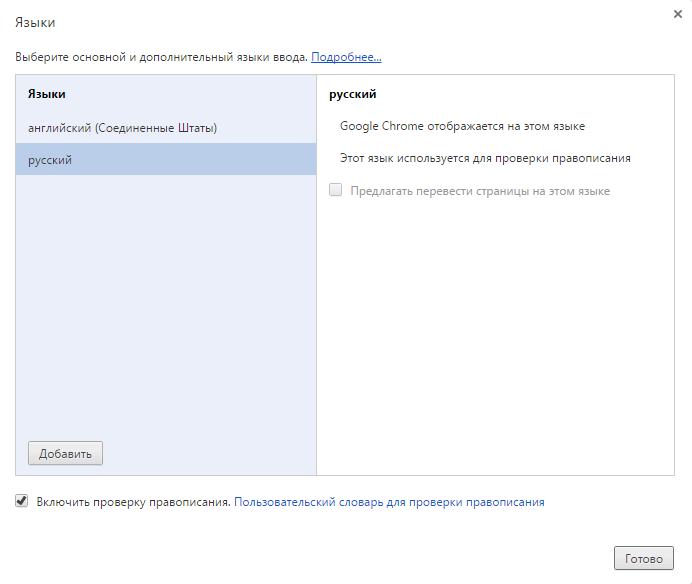 Языки
Выберите основной и дополнительный языки ввода. Подробнее...
Языки
английский (Соединенные Штаты)
русский
Добавить
русский
Google Chrome отображается на этом языке
Этот язык используется для проверки правописания
Предлагать перевести страницы на этом языке
Включить проверку правописания. Пользовательский словарь для проверки правописания
Готово